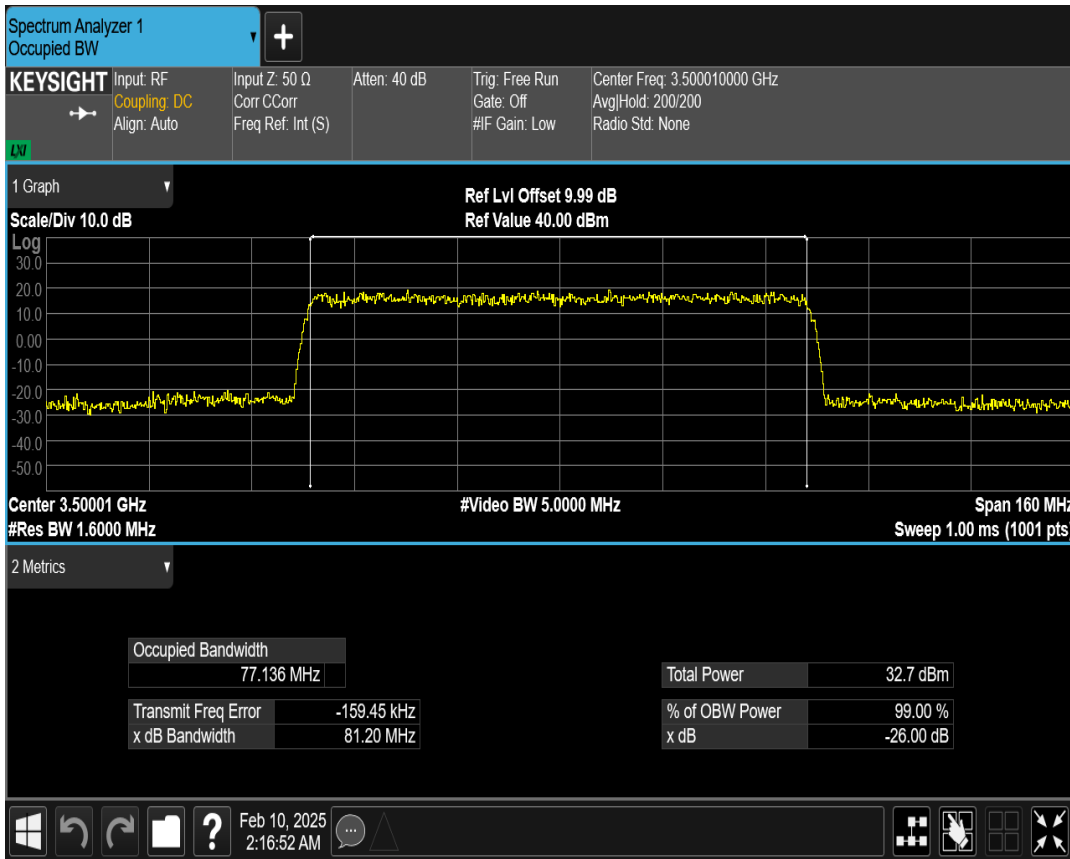 Spectrum Analyzer 1
Occupied BW
+
KEYSIGHT
LXI
Input: RF
Coupling: DC
Align: Auto
Input Z: 50 Ω
Corr CCorr
Freq Ref: Int (S)
Atten: 40 dB
Trig: Free Run
Gate: Off
#IF Gain: Low
Center Freq: 3.500010000 GHz
Avg|Hold: 200/200
Radio Std: None
1 Graph
Scale/Div 10.0 dB
Ref Lvl Offset 9.99 dB
Ref Value 40.00 dBm
Log
30.0
20.0
10.0
0.00
-10.0
-20.0
-30.0
-40.0
-50.0
Center 3.50001 GHz
#Video BW 5.0000 MHz
Span 160 MHz
#Res BW 1.6000 MHz
Sweep 1.00 ms (1001 pts)
2 Metrics
Occupied Bandwidth
77.136 MHz
Transmit Freq Error -159.45 kHz
x dB Bandwidth 81.20 MHz
Total Power 32.7 dBm
% of OBW Power 99.00 %
x dB -26.00 dB
?
Feb 10, 2025
2:16:52 AM